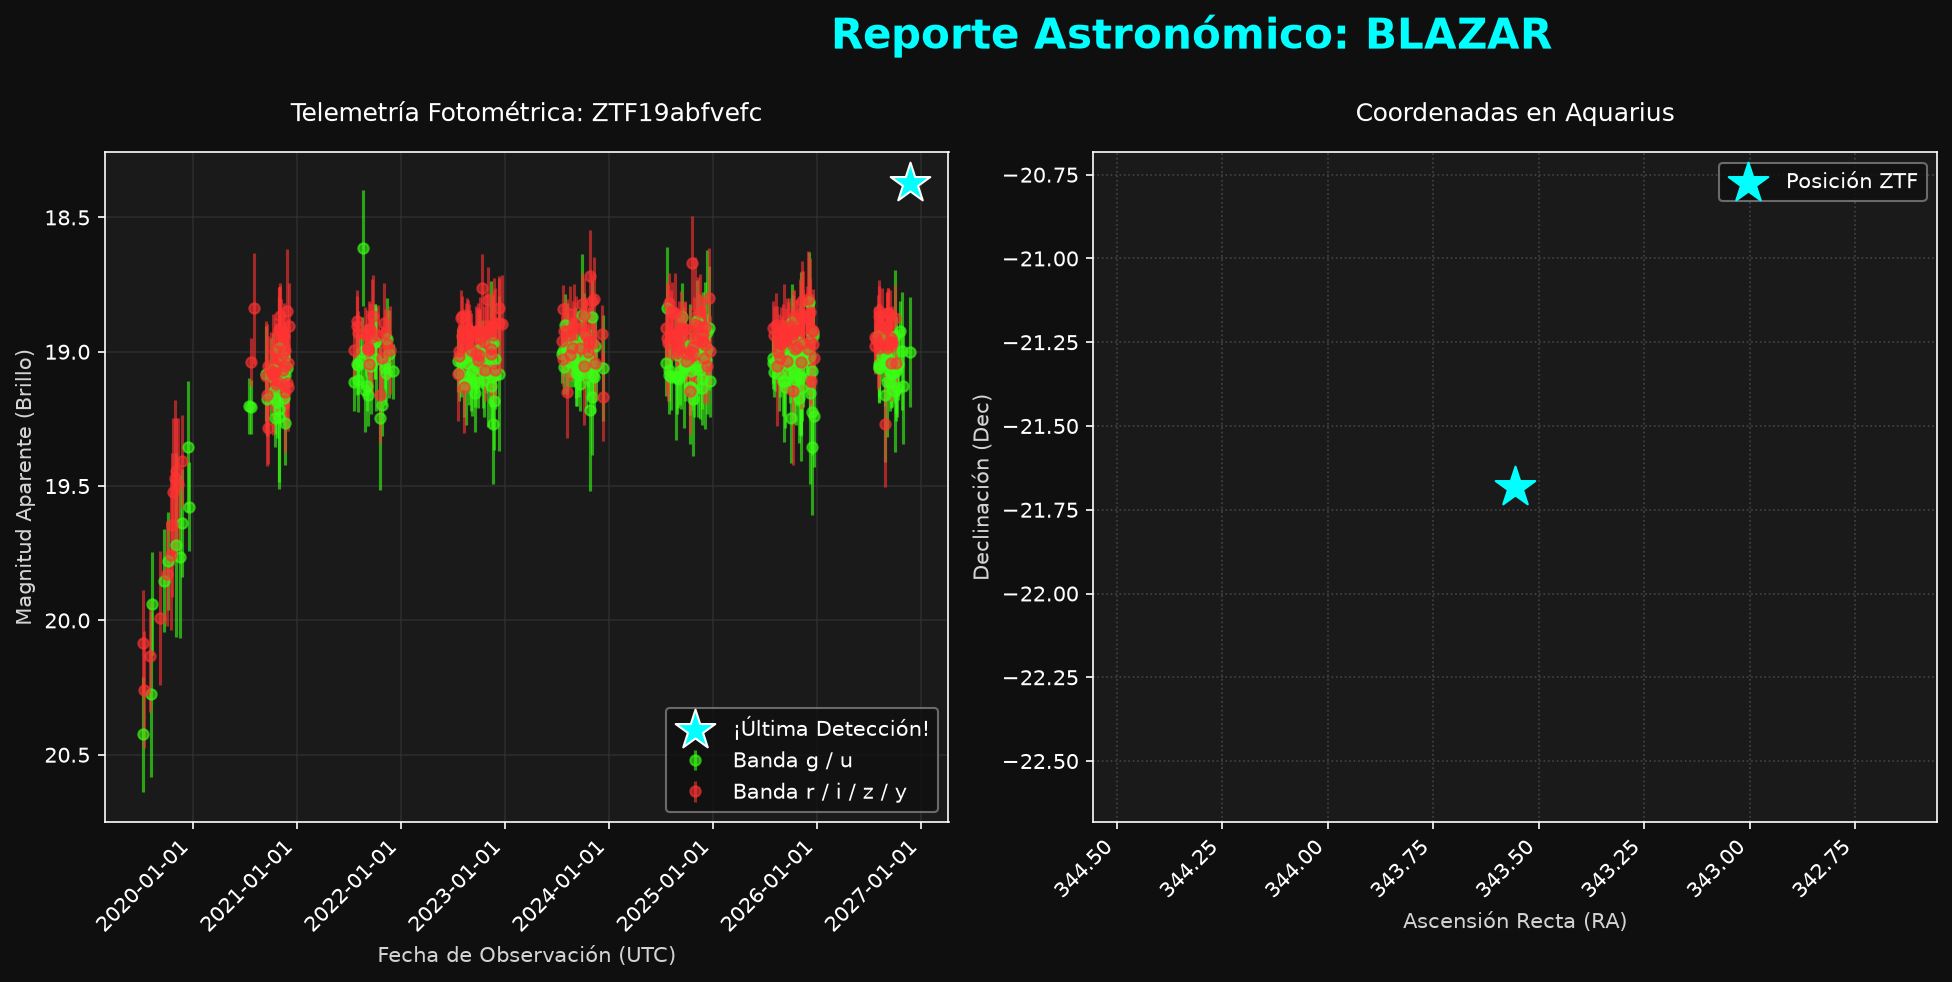 Reporte Astronómico: BLAZAR
Telemetría Fotométrica: ZTF19abfvefc
Magnitud Aparente (Brillo)
18.5
19.0
19.5
20.0
20.5
¡Última Detección!
Banda g / u
Banda r / i / z / y
2020-01-01
2021-01-01
2022-01-01
2023-01-01
2024-01-01
2025-01-01
2026-01-01
2027-01-01
Fecha de Observación (UTC)
Coordenadas en Aquarius
Declinación (Dec)
−20.75
−21.00
−21.25
−21.50
−21.75
−22.00
−22.25
−22.50
Posición ZTF
344.50
344.25
344.00
343.75
343.50
343.25
343.00
342.75
Ascensión Recta (RA)